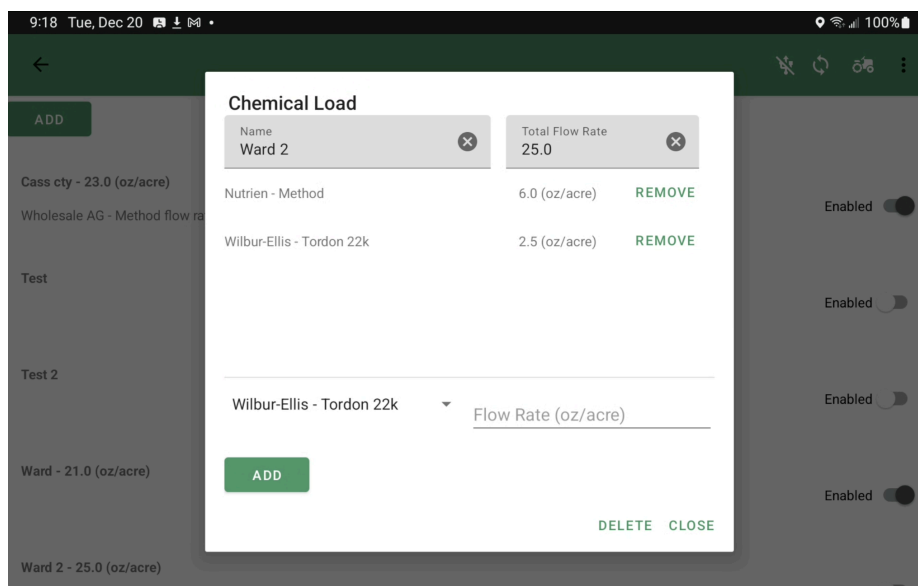 9:18 Tue, Dec 20 100%
ADD
Chemical Load
Name
Ward 2
Total Flow Rate
25.0
Nutrien - Method 6.0 (oz/acre) REMOVE
Wilbur-Ellis - Tordon 22k 2.5 (oz/acre) REMOVE
Wilbur-Ellis - Tordon 22k Flow Rate (oz/acre)
ADD
DELETE CLOSE
Cass cty - 23.0 (oz/acre)
Wholesale AG - Method flow ra
Enabled
Test
Enabled
Test 2
Enabled
Ward - 21.0 (oz/acre)
Enabled
Ward 2 - 25.0 (oz/acre)